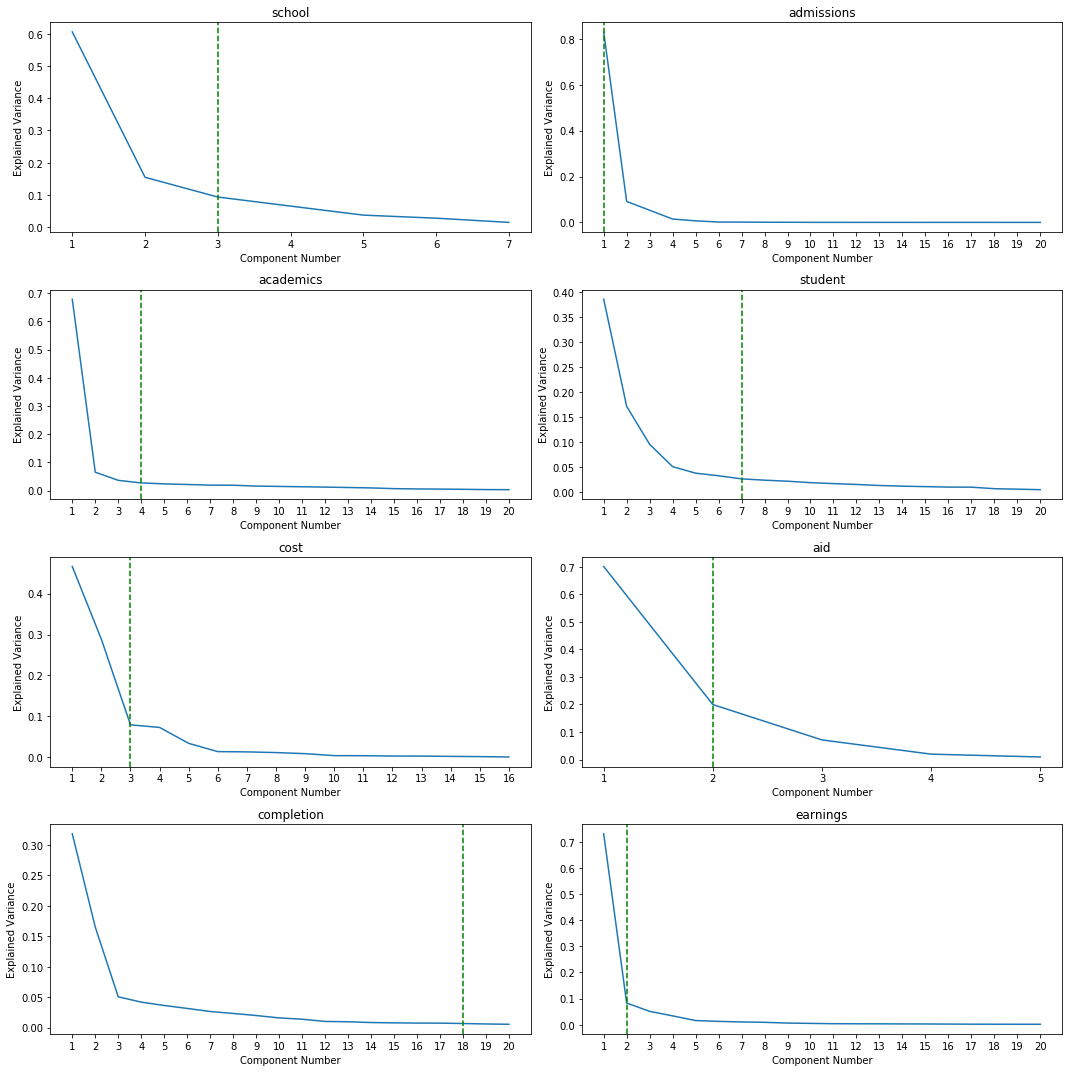 school
Explained Variance
0.6
0.5
0.4
0.3
0.2
0.1
0.0
1 2 3 4 5 6 7
Component Number
admissions
Explained Variance
0.8
0.6
0.4
0.2
0.0
1 2 3 4 5 6 7 8 9 10 11 12 13 14 15 16 17 18 19 20
Component Number
academics
Explained Variance
0.7
0.6
0.5
0.4
0.3
0.2
0.1
0.0
1 2 3 4 5 6 7 8 9 10 11 12 13 14 15 16 17 18 19 20
Component Number
student
Explained Variance
0.40
0.35
0.30
0.25
0.20
0.15
0.10
0.05
0.00
1 2 3 4 5 6 7 8 9 10 11 12 13 14 15 16 17 18 19 20
Component Number
cost
Explained Variance
0.4
0.3
0.2
0.1
0.0
1 2 3 4 5 6 7 8 9 10 11 12 13 14 15 16
Component Number
aid
Explained Variance
0.7
0.6
0.5
0.4
0.3
0.2
0.1
0.0
1 2 3 4 5
Component Number
completion
Explained Variance
0.30
0.25
0.20
0.15
0.10
0.05
0.00
1 2 3 4 5 6 7 8 9 10 11 12 13 14 15 16 17 18 19 20
Component Number
earnings
Explained Variance
0.7
0.6
0.5
0.4
0.3
0.2
0.1
0.0
1 2 3 4 5 6 7 8 9 10 11 12 13 14 15 16 17 18 19 20
Component Number